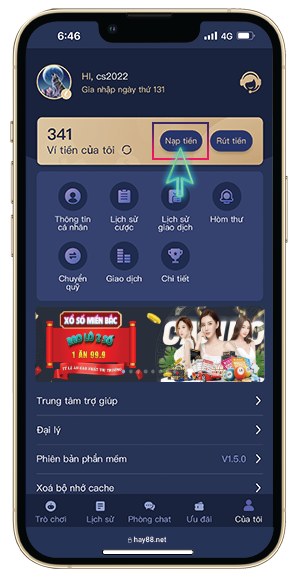 6:46
4G
HI, cs2022
Gia nhập ngày thứ 131
341
Ví tiền của tôi
Nạp tiền
Rút tiền
Thông tin
cá nhân
Lịch sử
cược
Lịch sử
giao dịch
Hòm thư
Chuyển
quỹ
Giao dịch
Chi tiết
XỔ SỐ MIỀN BẮC
BAO LÔ 2 SỐ
1 ĂN 99.9
TỶ LỆ ĂN CAO NHẤT THỊ TRƯỜNG
Trung tâm trợ giúp
Đại lý
Phiên bản phần mềm
V1.5.0
Xoá bộ nhớ cache
Trò chơi
Lịch sử
Phòng chat
Ưu đãi
Của tôi
hay88.net